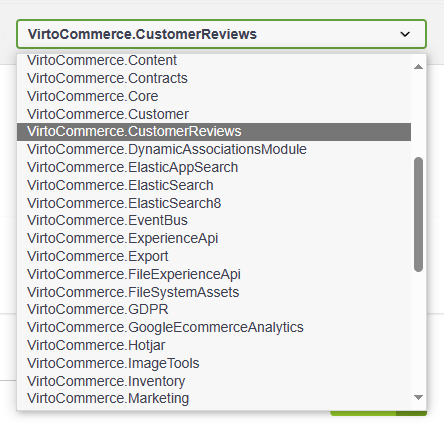 VirtoCommerce.CustomerReviews
VirtoCommerce.Content
VirtoCommerce.Contracts
VirtoCommerce.Core
VirtoCommerce.Customer
VirtoCommerce.CustomerReviews
VirtoCommerce.DynamicAssociationsModule
VirtoCommerce.ElasticAppSearch
VirtoCommerce.ElasticSearch
VirtoCommerce.ElasticSearch8
VirtoCommerce.EventBus
VirtoCommerce.ExperienceApi
VirtoCommerce.Export
VirtoCommerce.FileExperienceApi
VirtoCommerce.FileSystemAssets
VirtoCommerce.GDPR
VirtoCommerce.GoogleEcommerceAnalytics
VirtoCommerce.Hotjar
VirtoCommerce.ImageTools
VirtoCommerce.Inventory
VirtoCommerce.Marketing